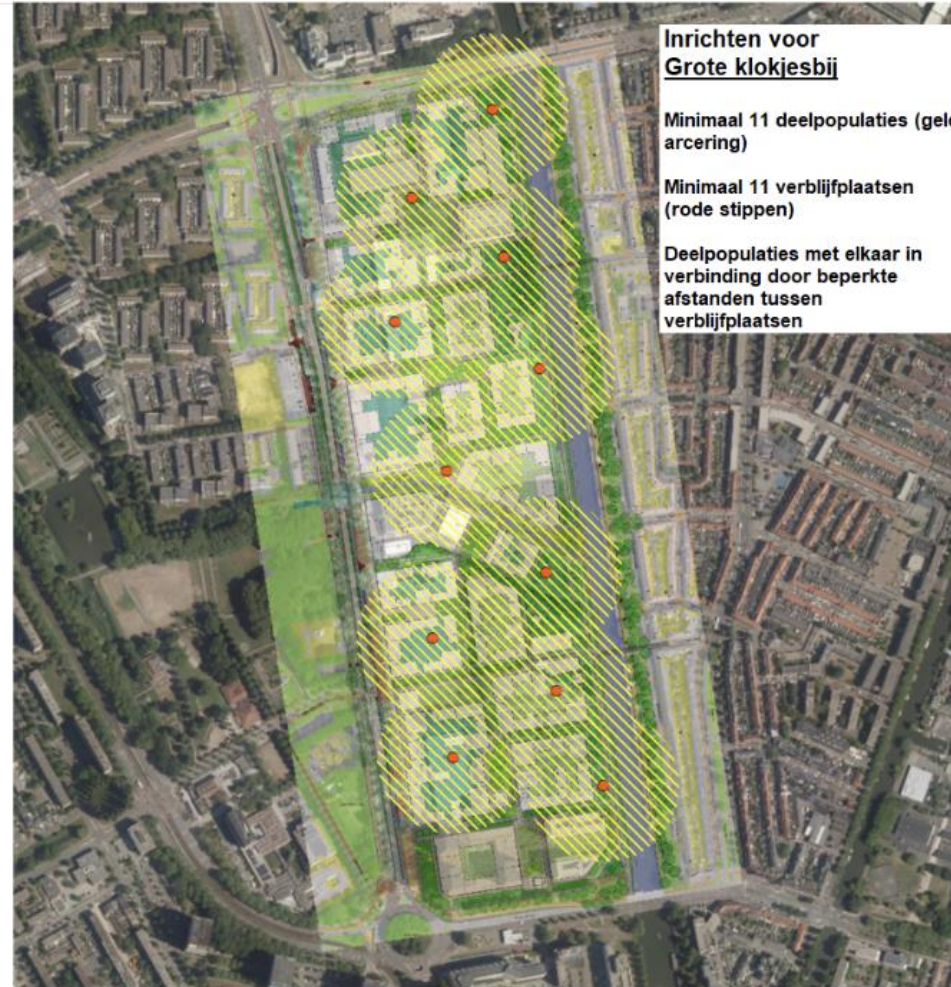 Inrichten voor
Grote klokjesbij
Minimaal 11 deelpopulaties
arcering)
Minimaal 11 verblijfplaatsen
(rode stippen)
Deelpopulaties met elkaar in
verbinding door beperkte
afstanden tussen
verblijfplaatsen